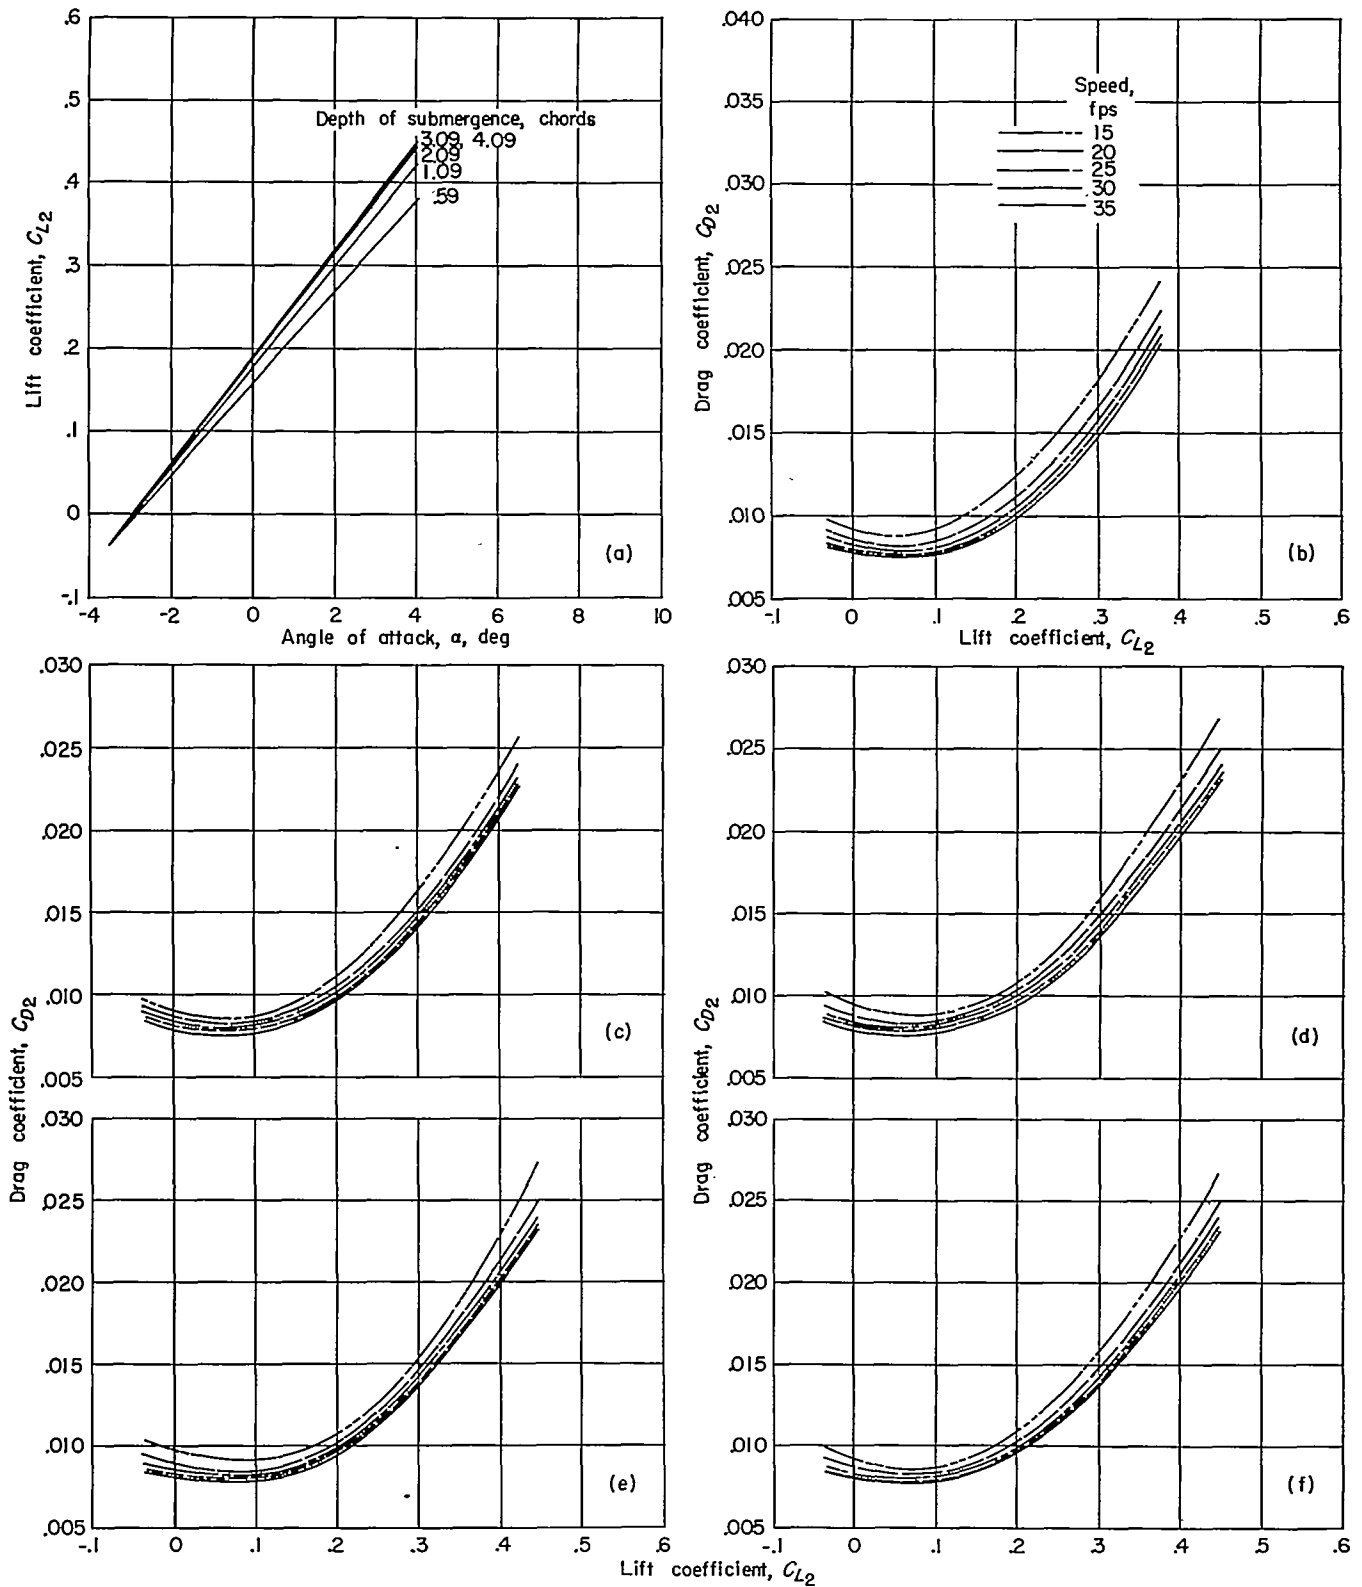 .6
.5
.4
.3
.2
.1
0
-.1
Lift coefficient, CL2
Depth of submergence, chords
3.09, 4.09
2.09
1.09
.59
(a)
-4 -2 0 2 4 6 8 10
Angle of attack, α, deg
.040
.035
.030
.025
.020
.015
.010
.005
Drag coefficient, CD2
Speed,
fps
15
20
25
30
35
(b)
-.1 0 .1 .2 .3 .4 .5 .6
Lift coefficient, CL2
.030
.025
.020
.015
.010
.005
(c)
.030
.025
.020
.015
.010
.005
(d)
Drag coefficient, CD2
Drag coefficient, CD2
.030
.025
.020
.015
.010
.005
(e)
-.1 0 .1 .2 .3 .4 .5 .6
.030
.025
.020
.015
.010
.005
(f)
-.1 0 .1 .2 .3 .4 .5 .6
Lift coefficient, CL2